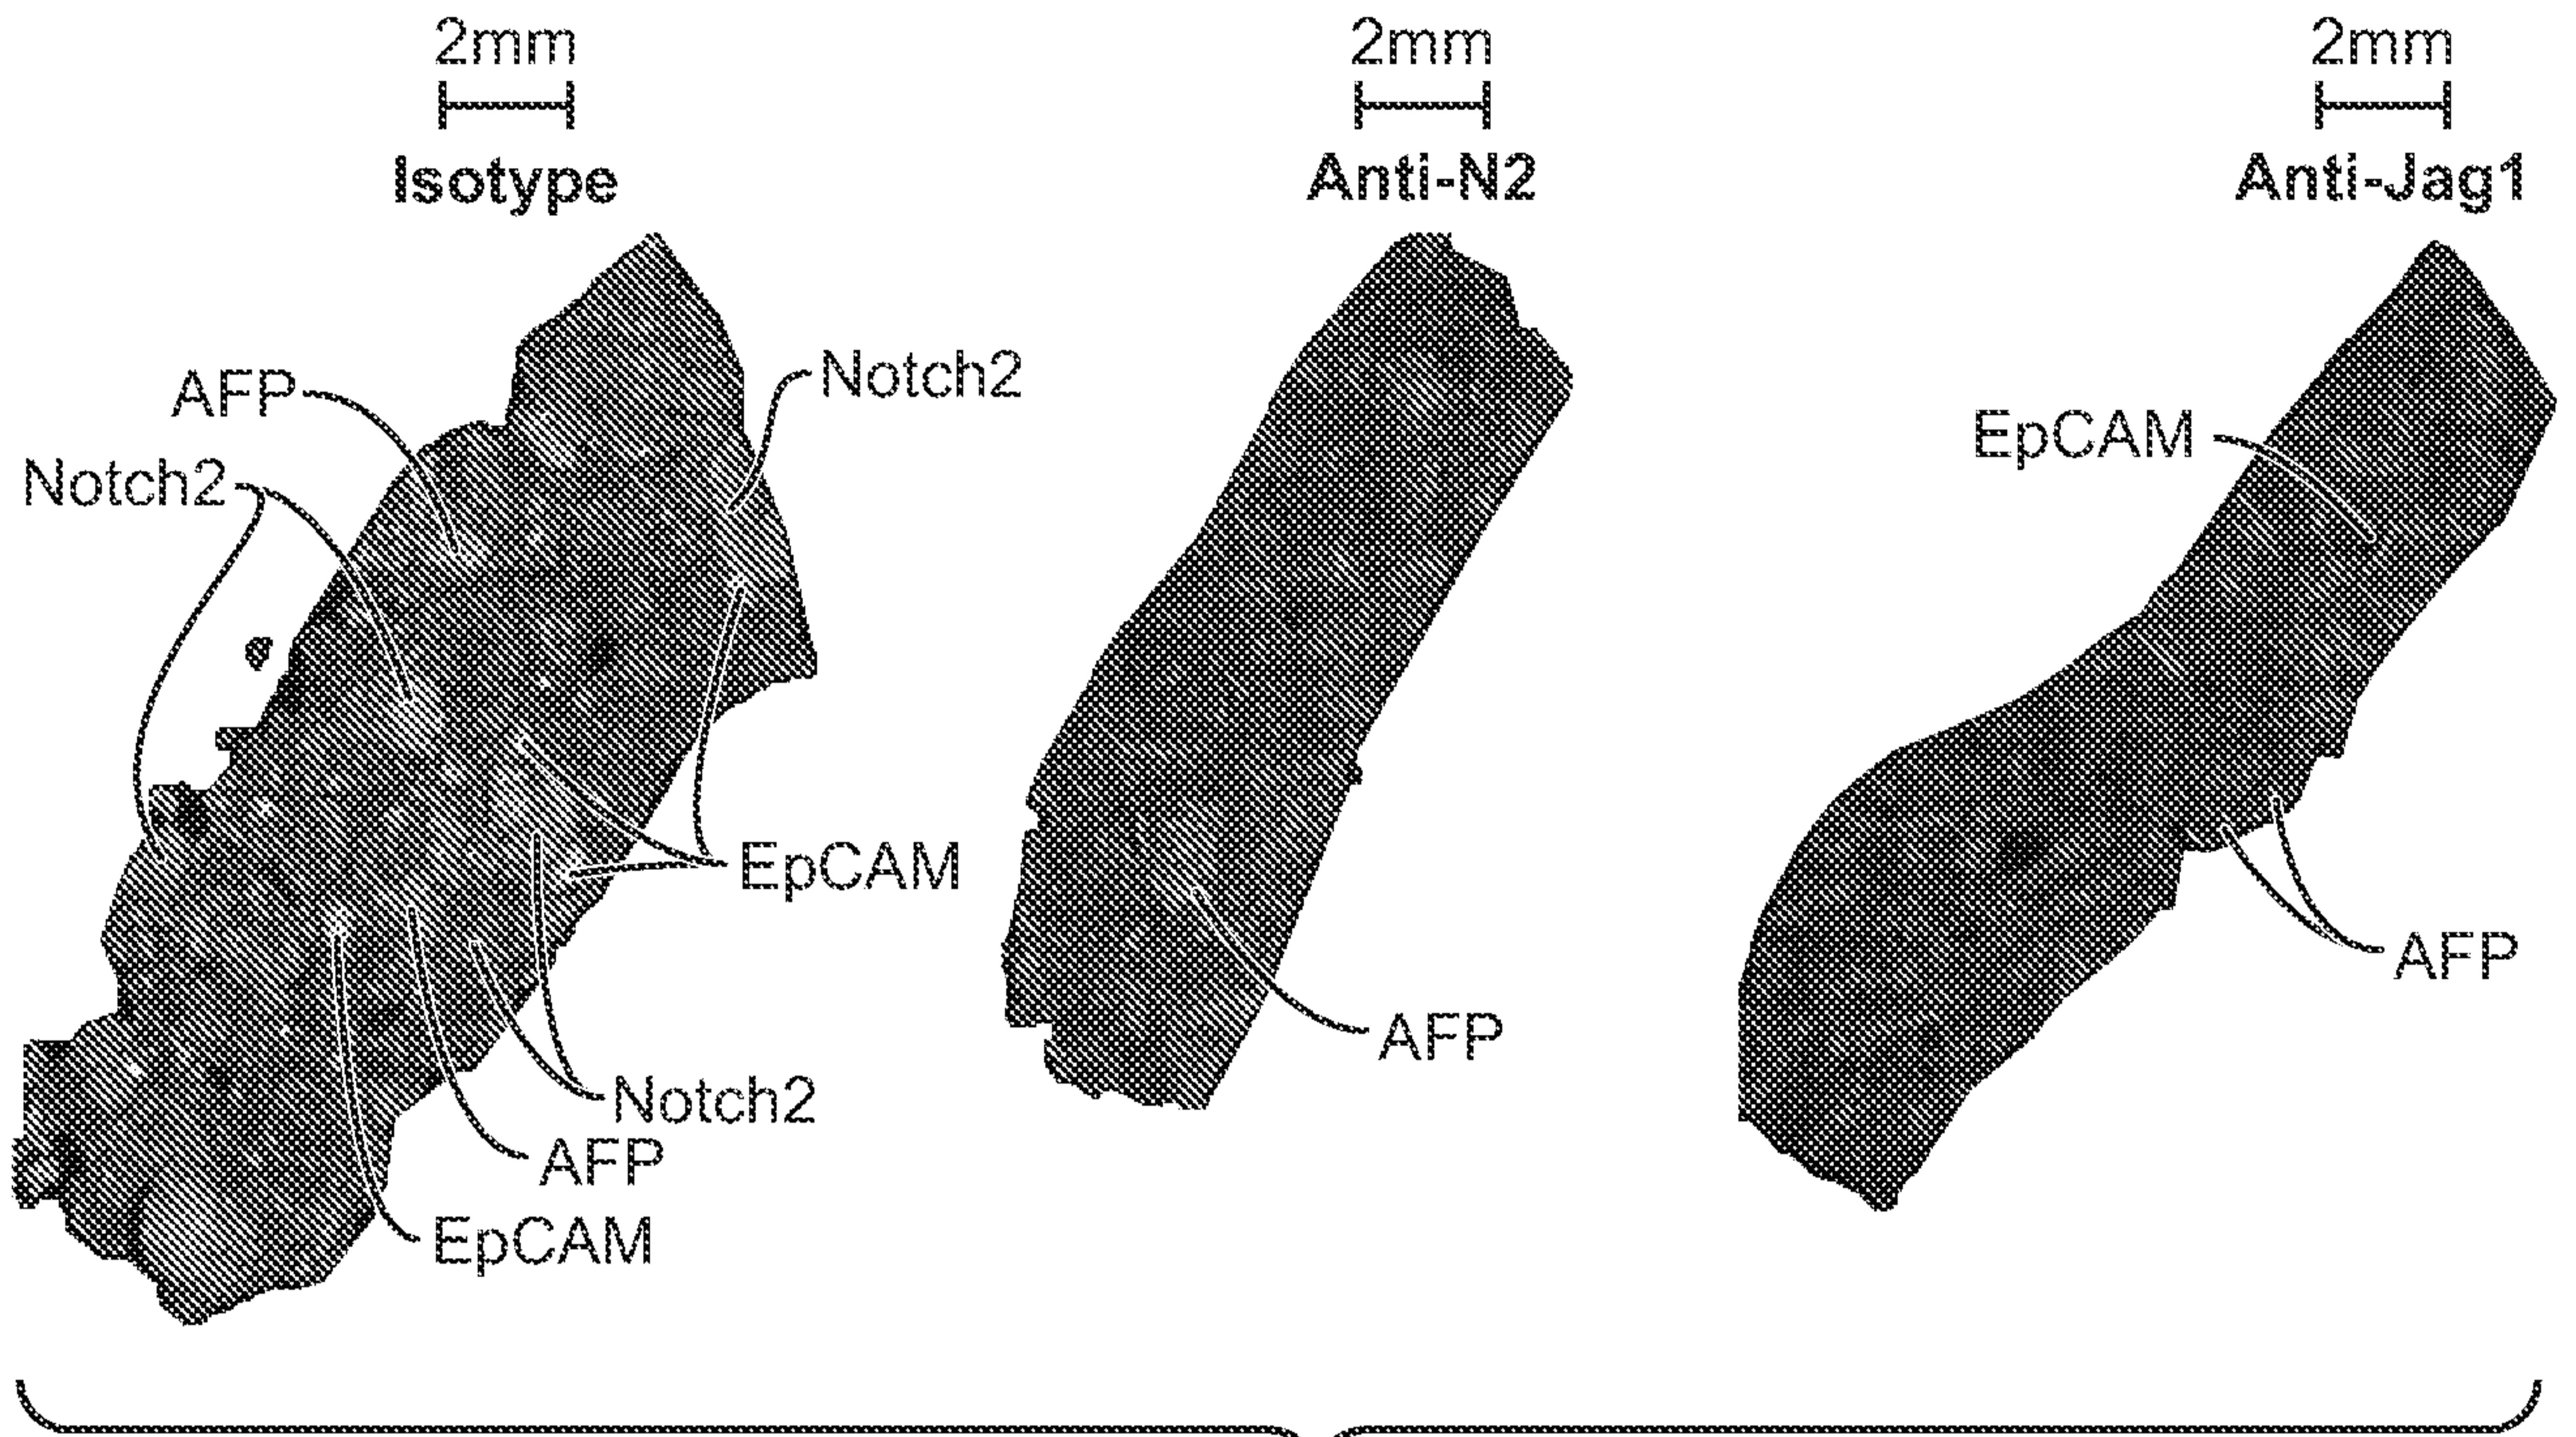 2mm
Isotype
AFP
Notch2
Notch2
EpCAM
Notch2
AFP
EpCAM
2mm
Anti-N2
AFP
2mm
Anti-Jag1
EpCAM
AFP